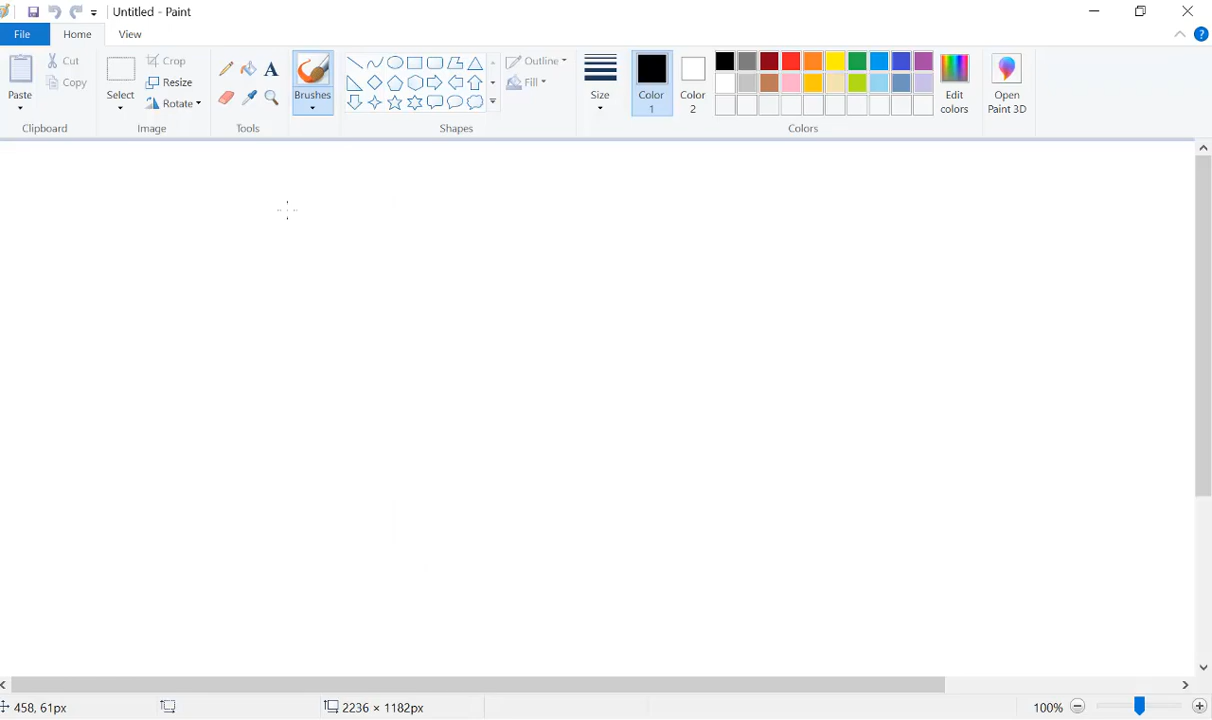 Untitled - Paint
File Home View
Cut Crop Outline
Copy Resize Fill
Rotate
Paste Select Brushes Size Color 1 Color 2 Edit colors Open Paint 3D
Clipboard Image Tools Shapes Colors
458, 61px 2236 × 1182px 100%